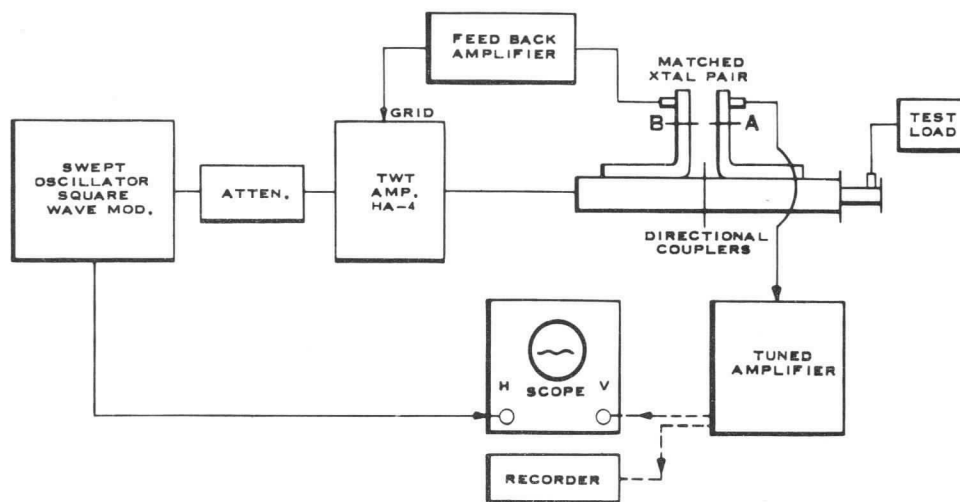 FEED BACK
AMPLIFIER
MATCHED
XTAL PAIR
GRID
B
A
TEST
LOAD
SWEPT
OSCILLATOR
SQUARE
WAVE MOD.
ATTEN.
TWT
AMP.
HA-4
DIRECTIONAL
COUPLERS
H
SCOPE
V
TUNED
AMPLIFIER
RECORDER